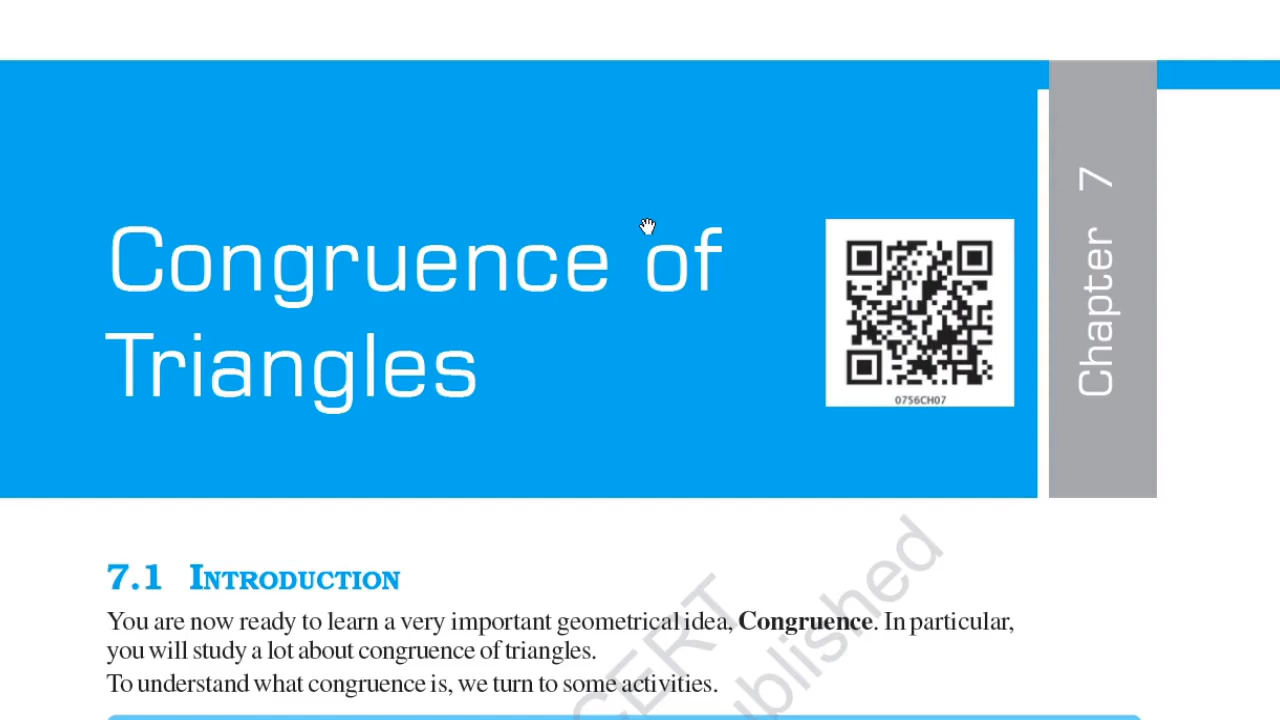 Congruence of
Triangles
0756CH07
Chapter 7
7.1 INTRODUCTION
You are now ready to learn a very important geometrical idea, Congruence. In particular,
you will study a lot about congruence of triangles.
To understand what congruence is, we turn to some activities.